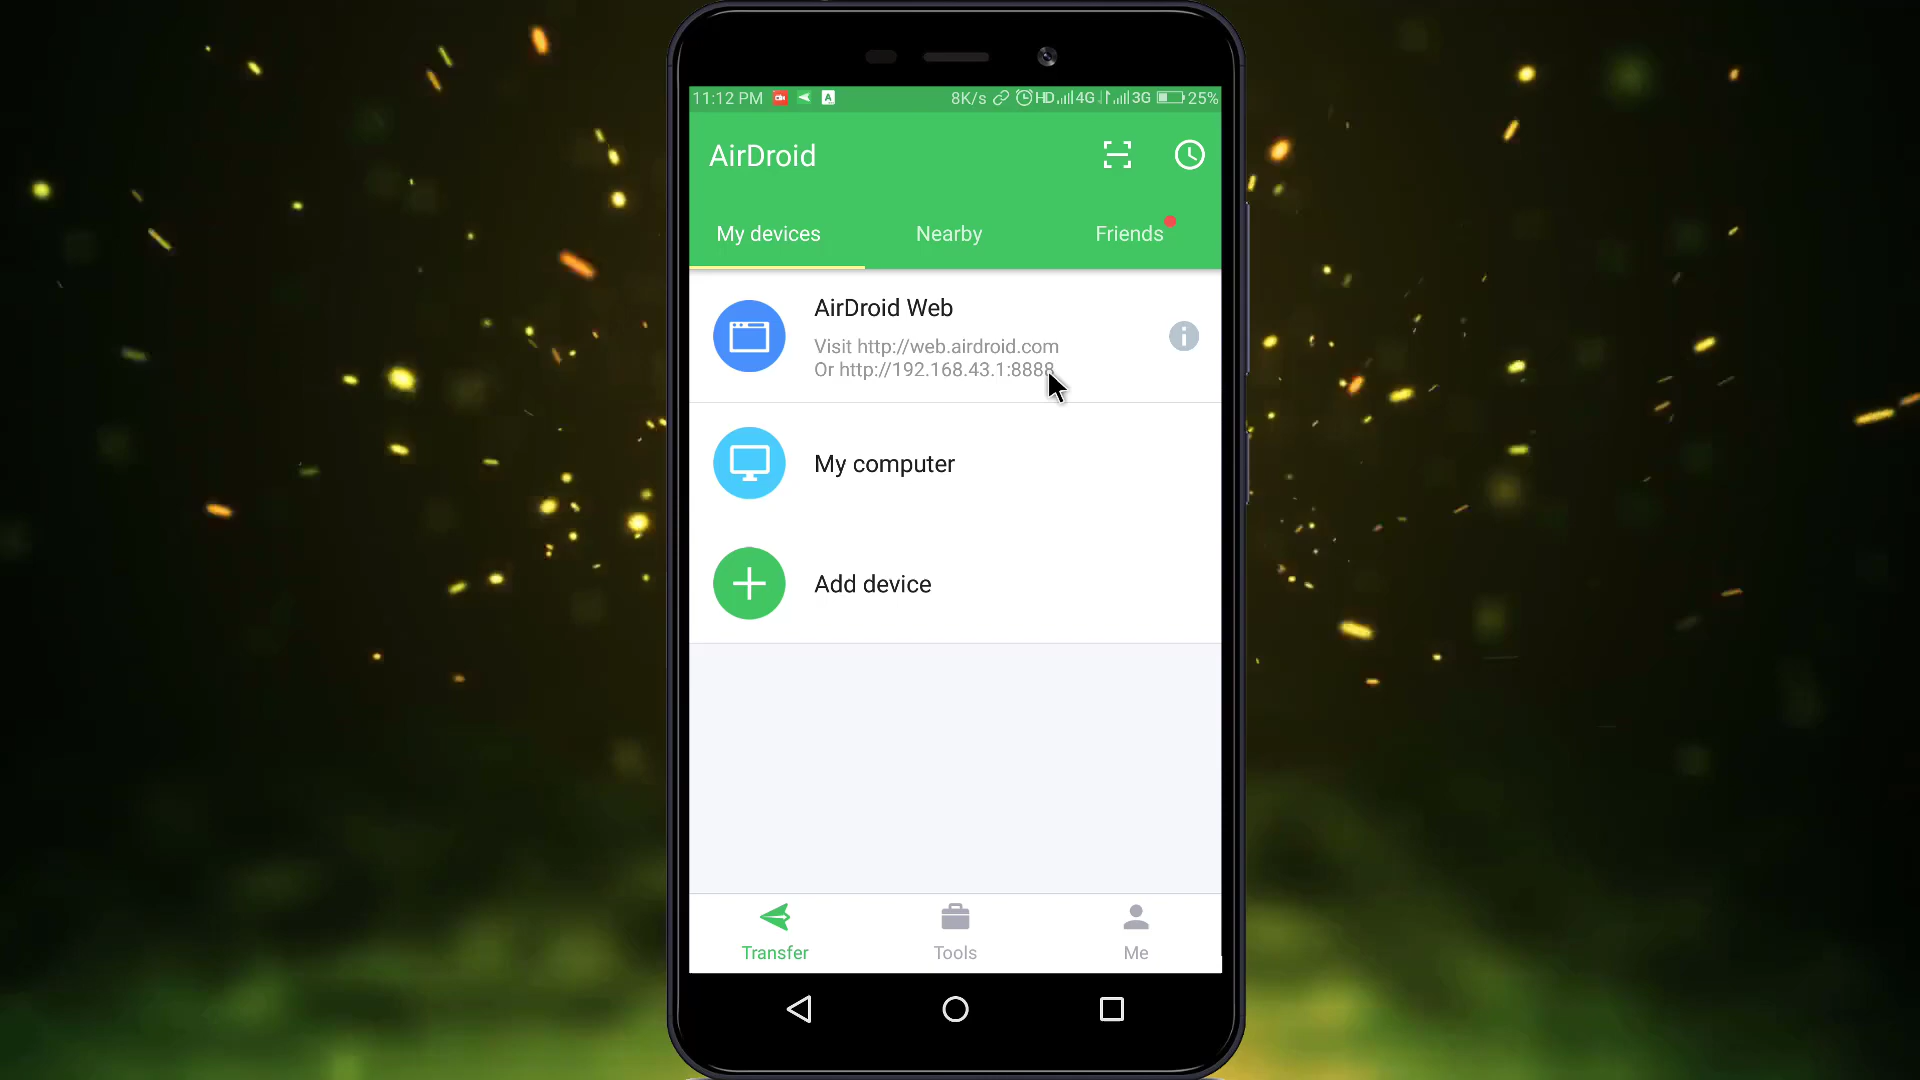 11:12 PM A 8K/s HD 4G 3G 25%
AirDroid
My devices Nearby Friends
AirDroid Web
Visit http://web.airdroid.com
Or http://192.168.43.1:8888
My computer
Add device
Transfer Tools Me